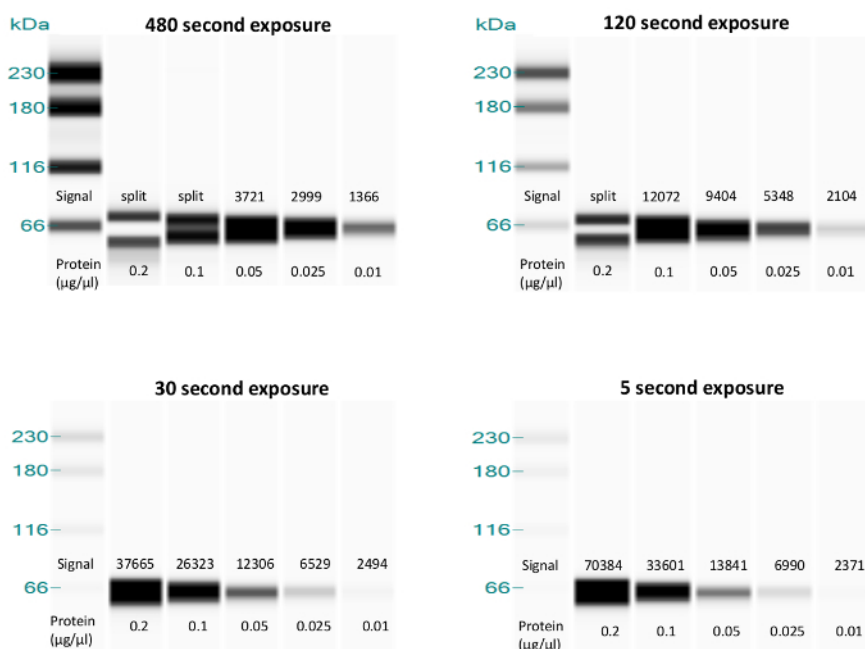 kDa
480 second exposure
230
180
116
Signal split split 3721 2999 1366
66
Protein
(µg/µl)
0.2 0.1 0.05 0.025 0.01
kDa
120 second exposure
230
180
116
Signal split 12072 9404 5348 2104
66
Protein
(µg/µl)
0.2 0.1 0.05 0.025 0.01
30 second exposure
230
180
116
Signal 37665 26323 12306 6529 2494
66
Protein
(µg/µl)
0.2 0.1 0.05 0.025 0.01
5 second exposure
230
180
116
Signal 70384 33601 13841 6990 2371
66
Protein
(µg/µl)
0.2 0.1 0.05 0.025 0.01